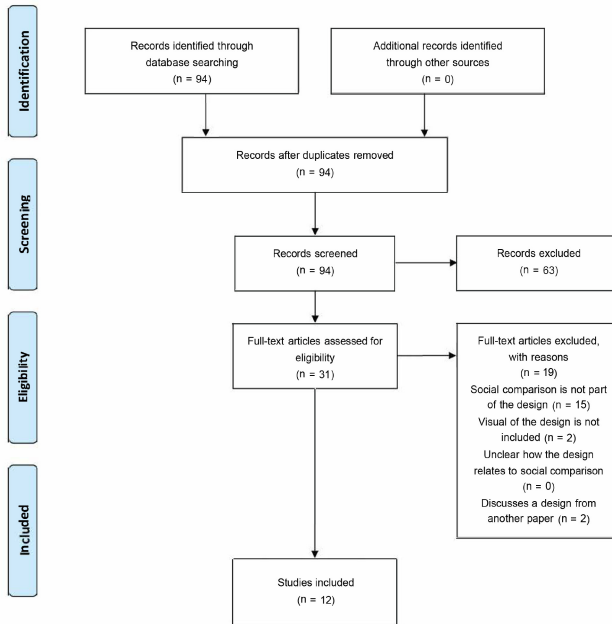 Identification
Records identified through
database searching
(n = 94)
Additional records identified
through other sources
(n = 0)
Records after duplicates removed
(n = 94)
Screening
Records screened
(n = 94)
Records excluded
(n = 63)
Eligibility
Full-text articles assessed for
eligibility
(n = 31)
Full-text articles excluded,
with reasons
(n = 19)
Social comparison is not part
of the design (n = 15)
Visual of the design is not
included (n = 2)
Unclear how the design
relates to social comparison
(n = 0)
Discusses a design from
another paper (n = 2)
Included
Studies included
(n = 12)